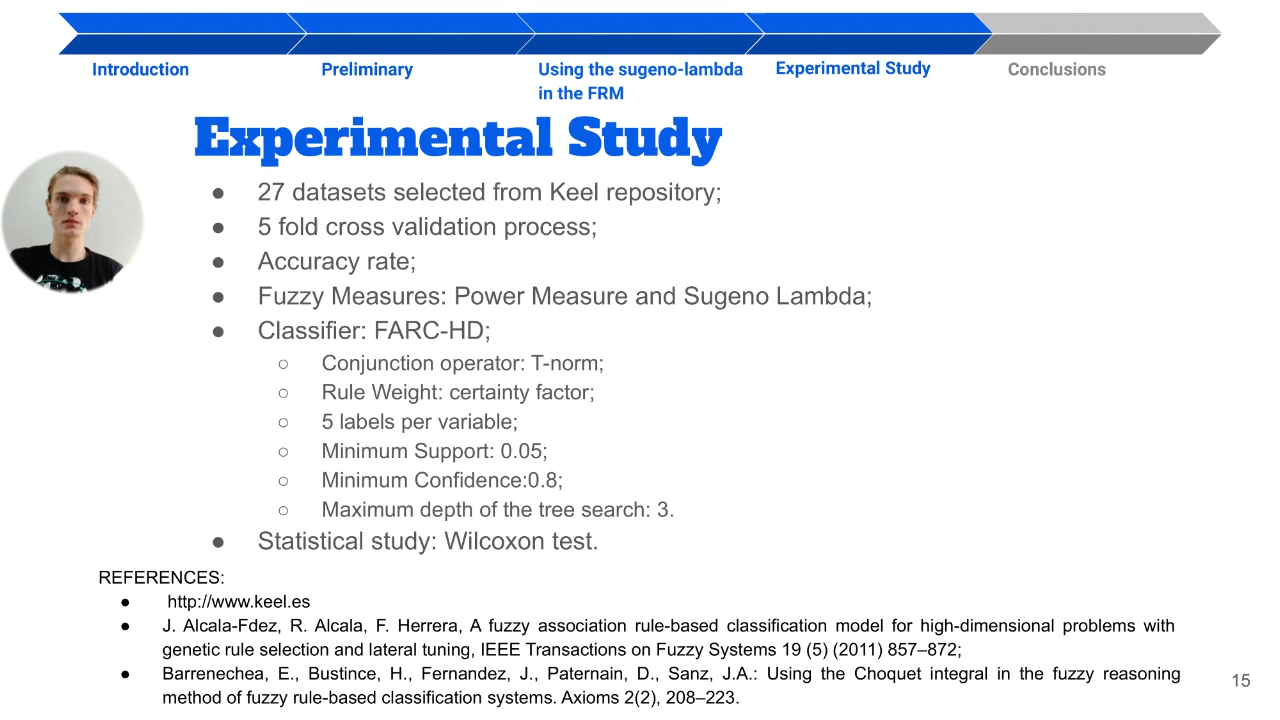 Introduction
Preliminary
Using the sugeno-lambda
in the FRM
Experimental Study
Conclusions
Experimental Study
● 27 datasets selected from Keel repository;
● 5 fold cross validation process;
● Accuracy rate;
● Fuzzy Measures: Power Measure and Sugeno Lambda;
● Classifier: FARC-HD;
○ Conjunction operator: T-norm;
○ Rule Weight: certainty factor;
○ 5 labels per variable;
○ Minimum Support: 0.05;
○ Minimum Confidence:0.8;
○ Maximum depth of the tree search: 3.
● Statistical study: Wilcoxon test.
REFERENCES:
● http://www.keel.es
● J. Alcala-Fdez, R. Alcala, F. Herrera, A fuzzy association rule-based classification model for high-dimensional problems with
genetic rule selection and lateral tuning, IEEE Transactions on Fuzzy Systems 19 (5) (2011) 857–872;
● Barrenechea, E., Bustince, H., Fernandez, J., Paternain, D., Sanz, J.A.: Using the Choquet integral in the fuzzy reasoning
method of fuzzy rule-based classification systems. Axioms 2(2), 208–223.
15